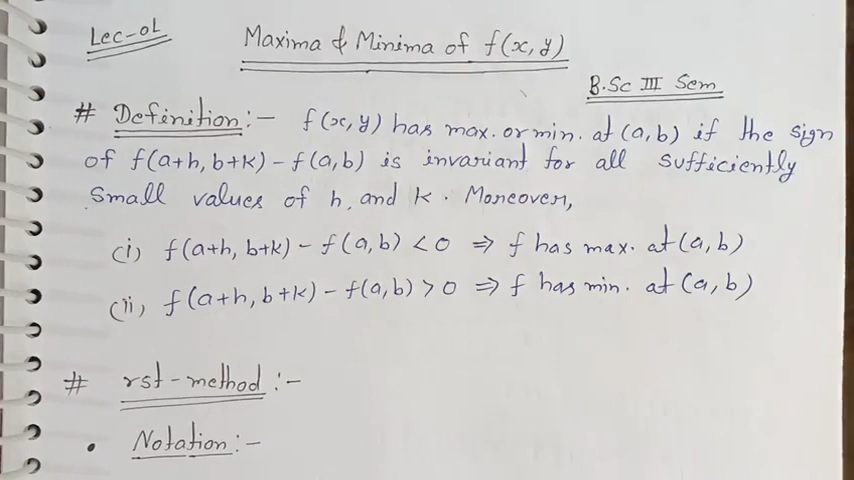 Lec-01
Maxima & Minima of f(x, y)
B.Sc III Sem
# Definition:- f(x, y) has max. or min. at (a, b) if the sign
of f(a+h, b+k) - f(a, b) is invariant for all sufficiently
small values of h, and k. Moreover,
(i) f(a+h, b+k) - f(a, b) < 0 ⇒ f has max. at (a, b)
(ii) f(a+h, b+k) - f(a, b) > 0 ⇒ f has min. at (a, b)
# rst-method:-
• Notation:-